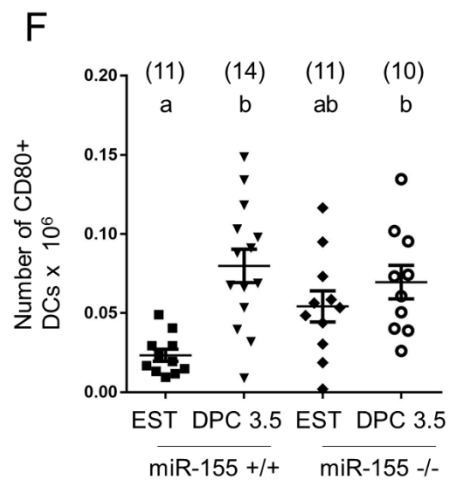 F
(11) (14) (11) (10)
a b ab b
Number of CD80+
DCs x 10⁶
0.20
0.15
0.10
0.05
0.00
EST DPC 3.5 EST DPC 3.5
miR-155 +/+ miR-155 -/-